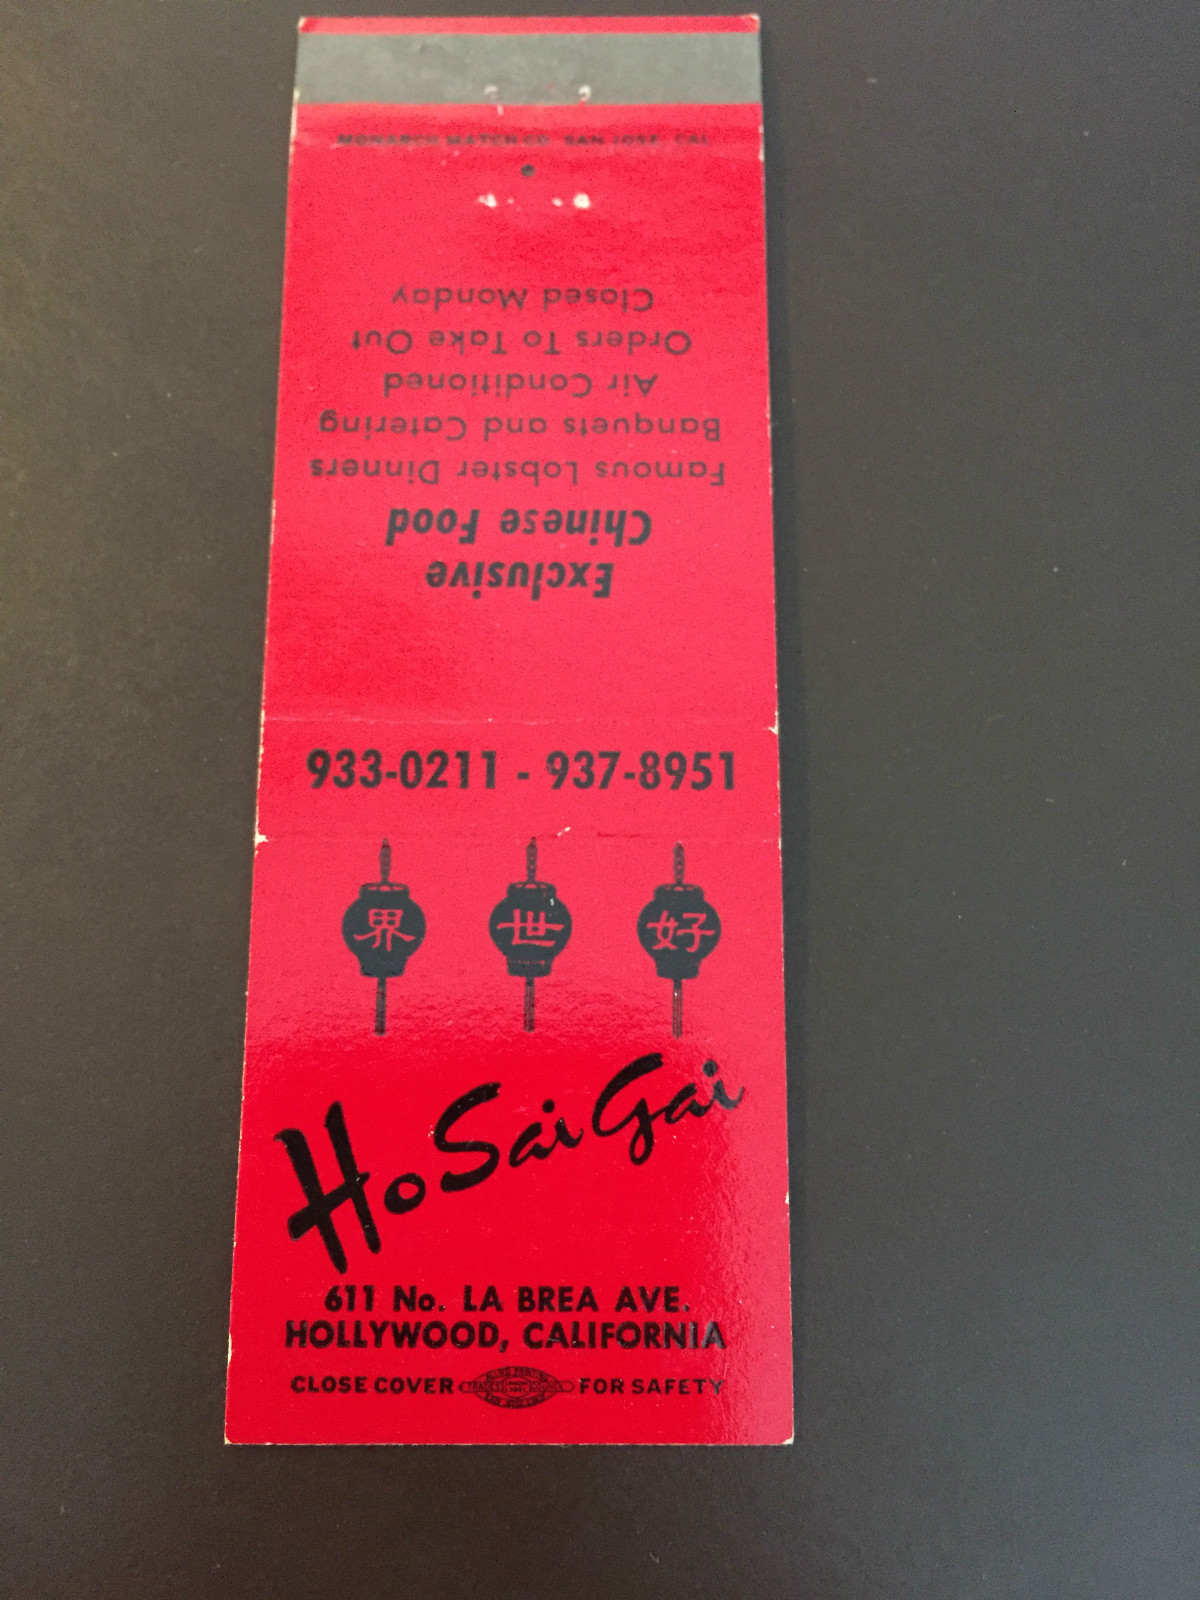 MONARCH MATCH CO. SAN JOSE, CAL.
Exclusive
Chinese Food
Famous Lobster Dinners
Banquets and Catering
Air Conditioned
Orders To Take Out
Closed Monday
933-0211 - 937-8951
界 世 好
Ho Sai Gai
611 No. LA BREA AVE.
HOLLYWOOD, CALIFORNIA
CLOSE COVER FOR SAFETY